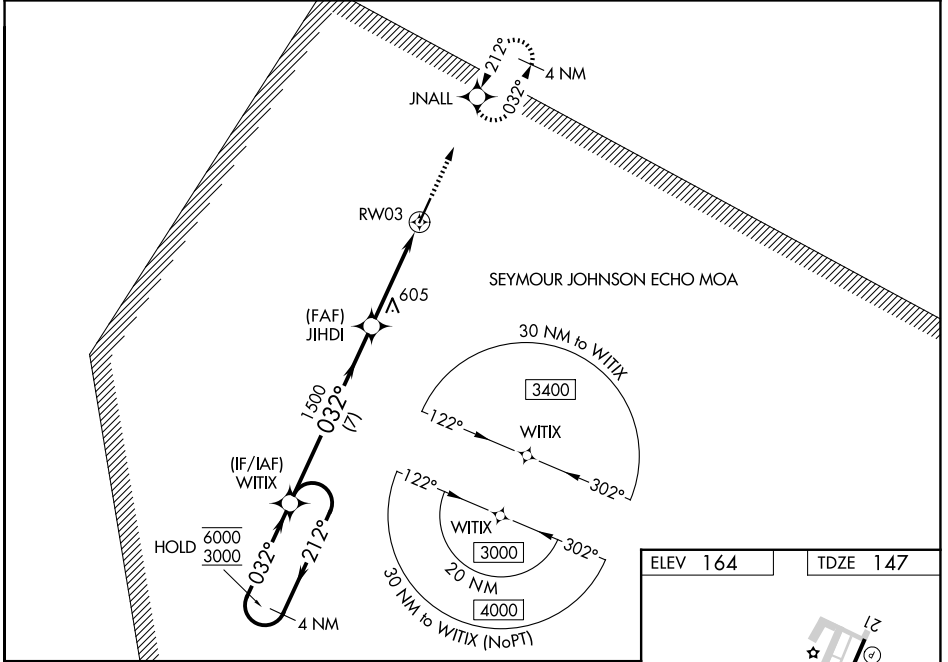 212°
4 NM
JNALL
032°
RW03
SEYMOUR JOHNSON ECHO MOA
605
(FAF)
JIHDI
30 NM to WITIX
3400
1500
032°
(7)
122°
WITIX
302°
(IF/IAF)
WITIX
122°
WITIX
302°
HOLD 6000
3000
032°
212°
3000
20 NM
4000
30 NM to WITIX (NoPT)
4 NM
ELEV 164
TDZE 147
21
P